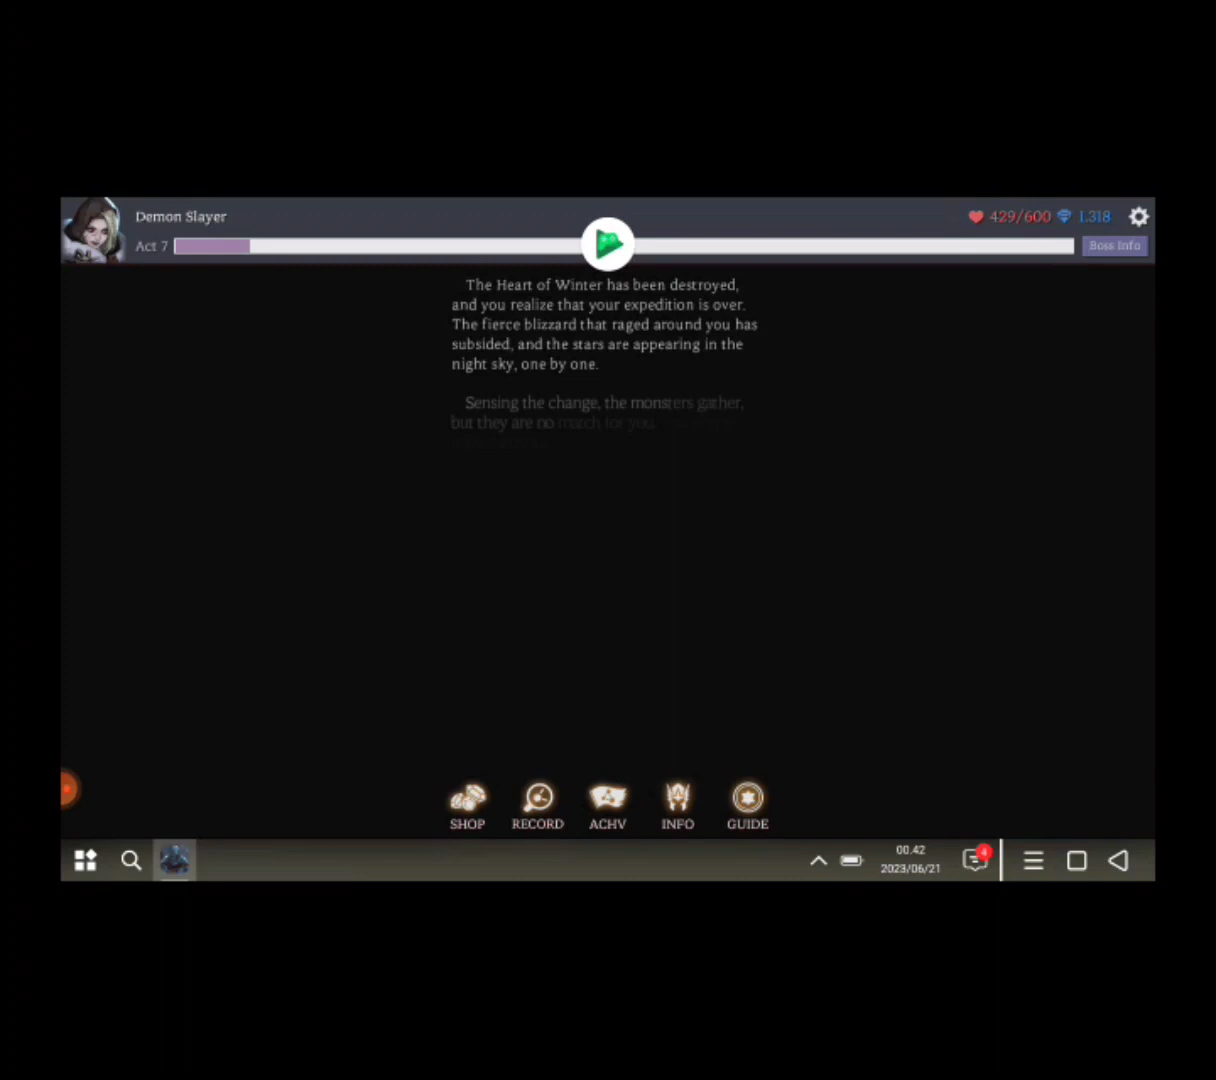 Demon Slayer
429/600 1,318
Act 7
Boss Info
The Heart of Winter has been destroyed,
and you realize that your expedition is over.
The fierce blizzard that raged around you has
subsided, and the stars are appearing in the
night sky, one by one.
Sensing the change, the monsters gather,
but they are no match for you.
SHOP RECORD ACHV INFO GUIDE
00.42
2023/06/21
4